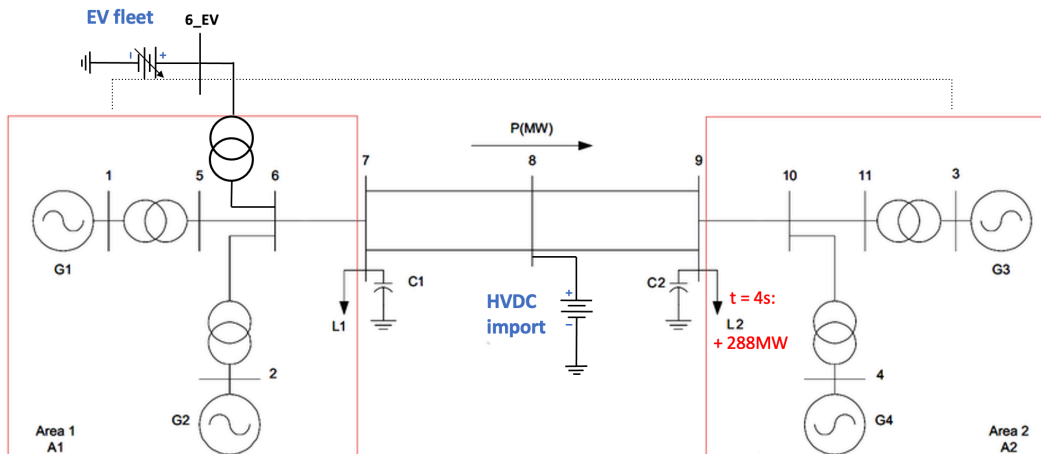 EV fleet
6_EV
P(MW)
7
8
9
1
5
6
10
11
3
G1
G3
C1
C2
L1
HVDC
import
t = 4s:
L2
+ 288MW
2
4
G2
G4
Area 1
A1
Area 2
A2